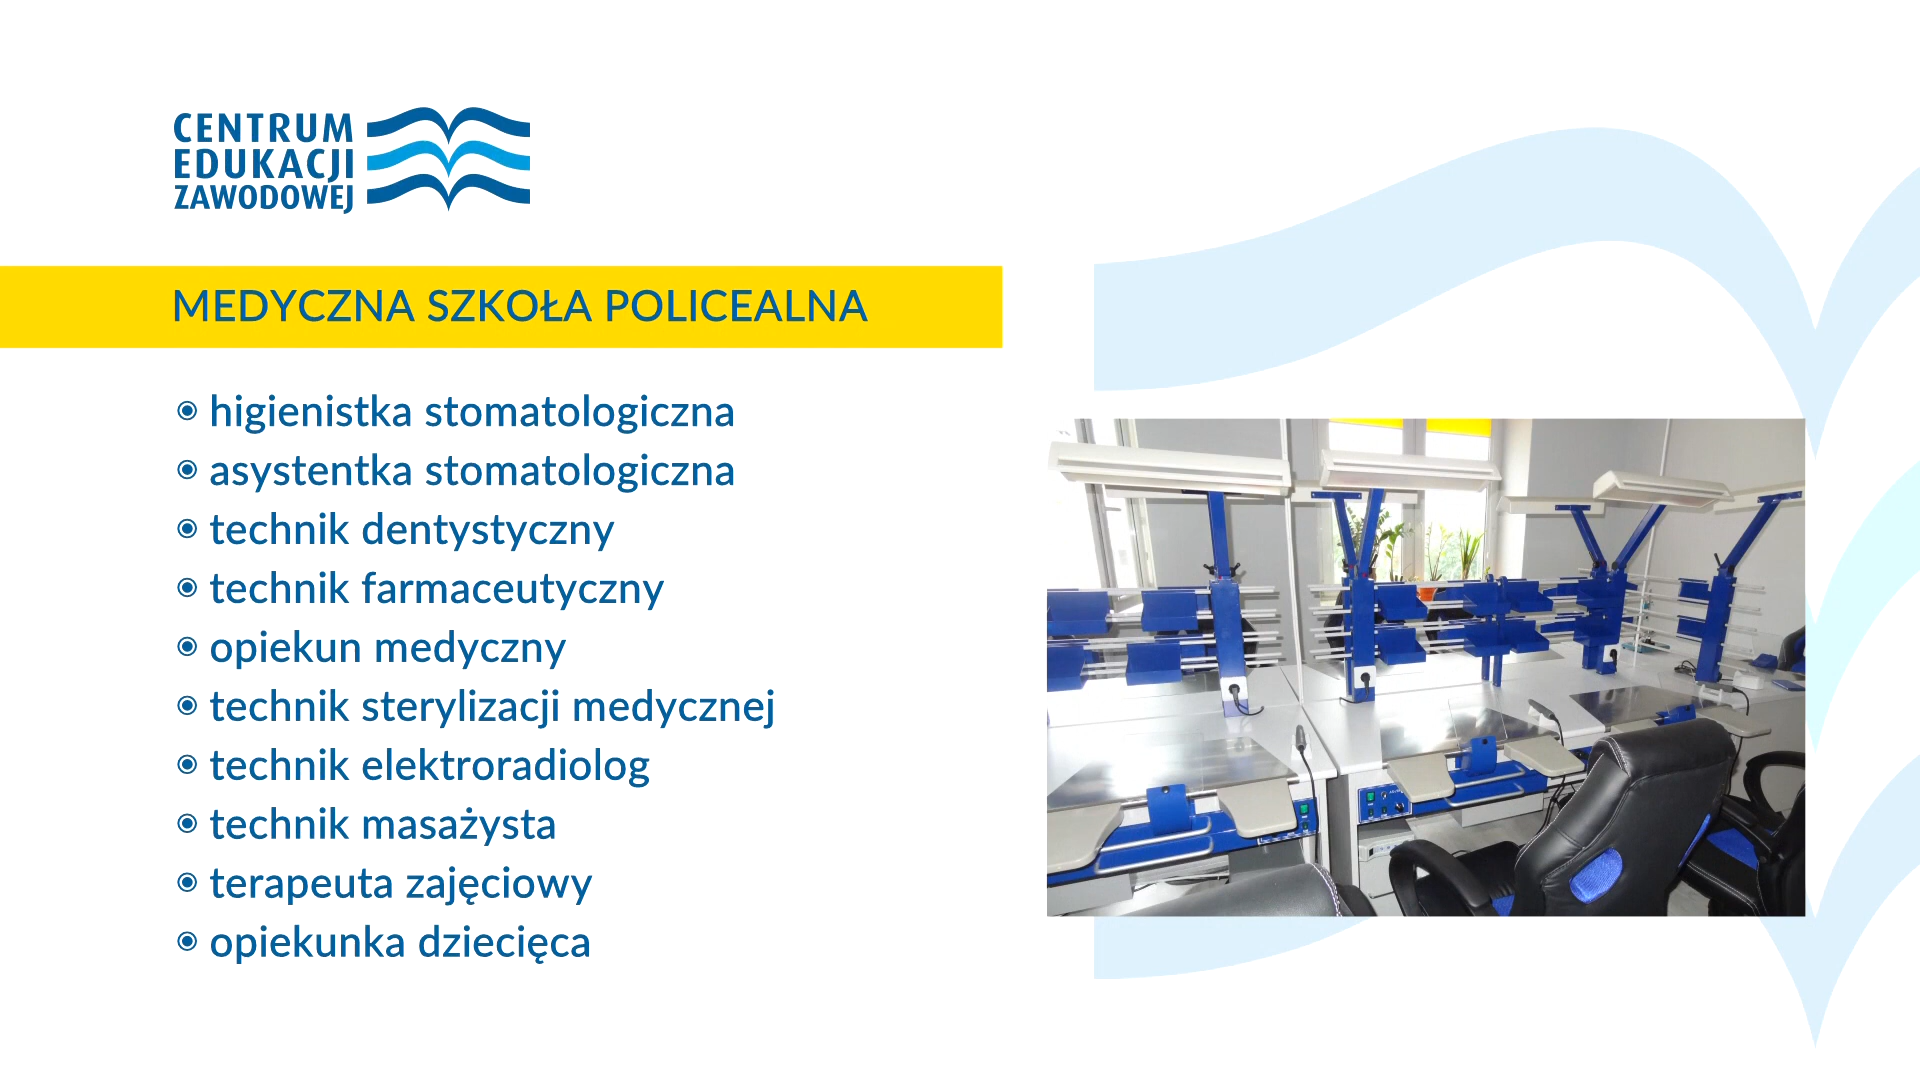 CENTRUM
EDUKACJI
ZAWODOWEJ
MEDYCZNA SZKOŁA POLICEALNA
higienistka stomatologiczna
asystentka stomatologiczna
technik dentystyczny
technik farmaceutyczny
opiekun medyczny
technik sterylizacji medycznej
technik elektroradiolog
technik masażysta
terapeuta zajęciowy
opiekunka dziecięca